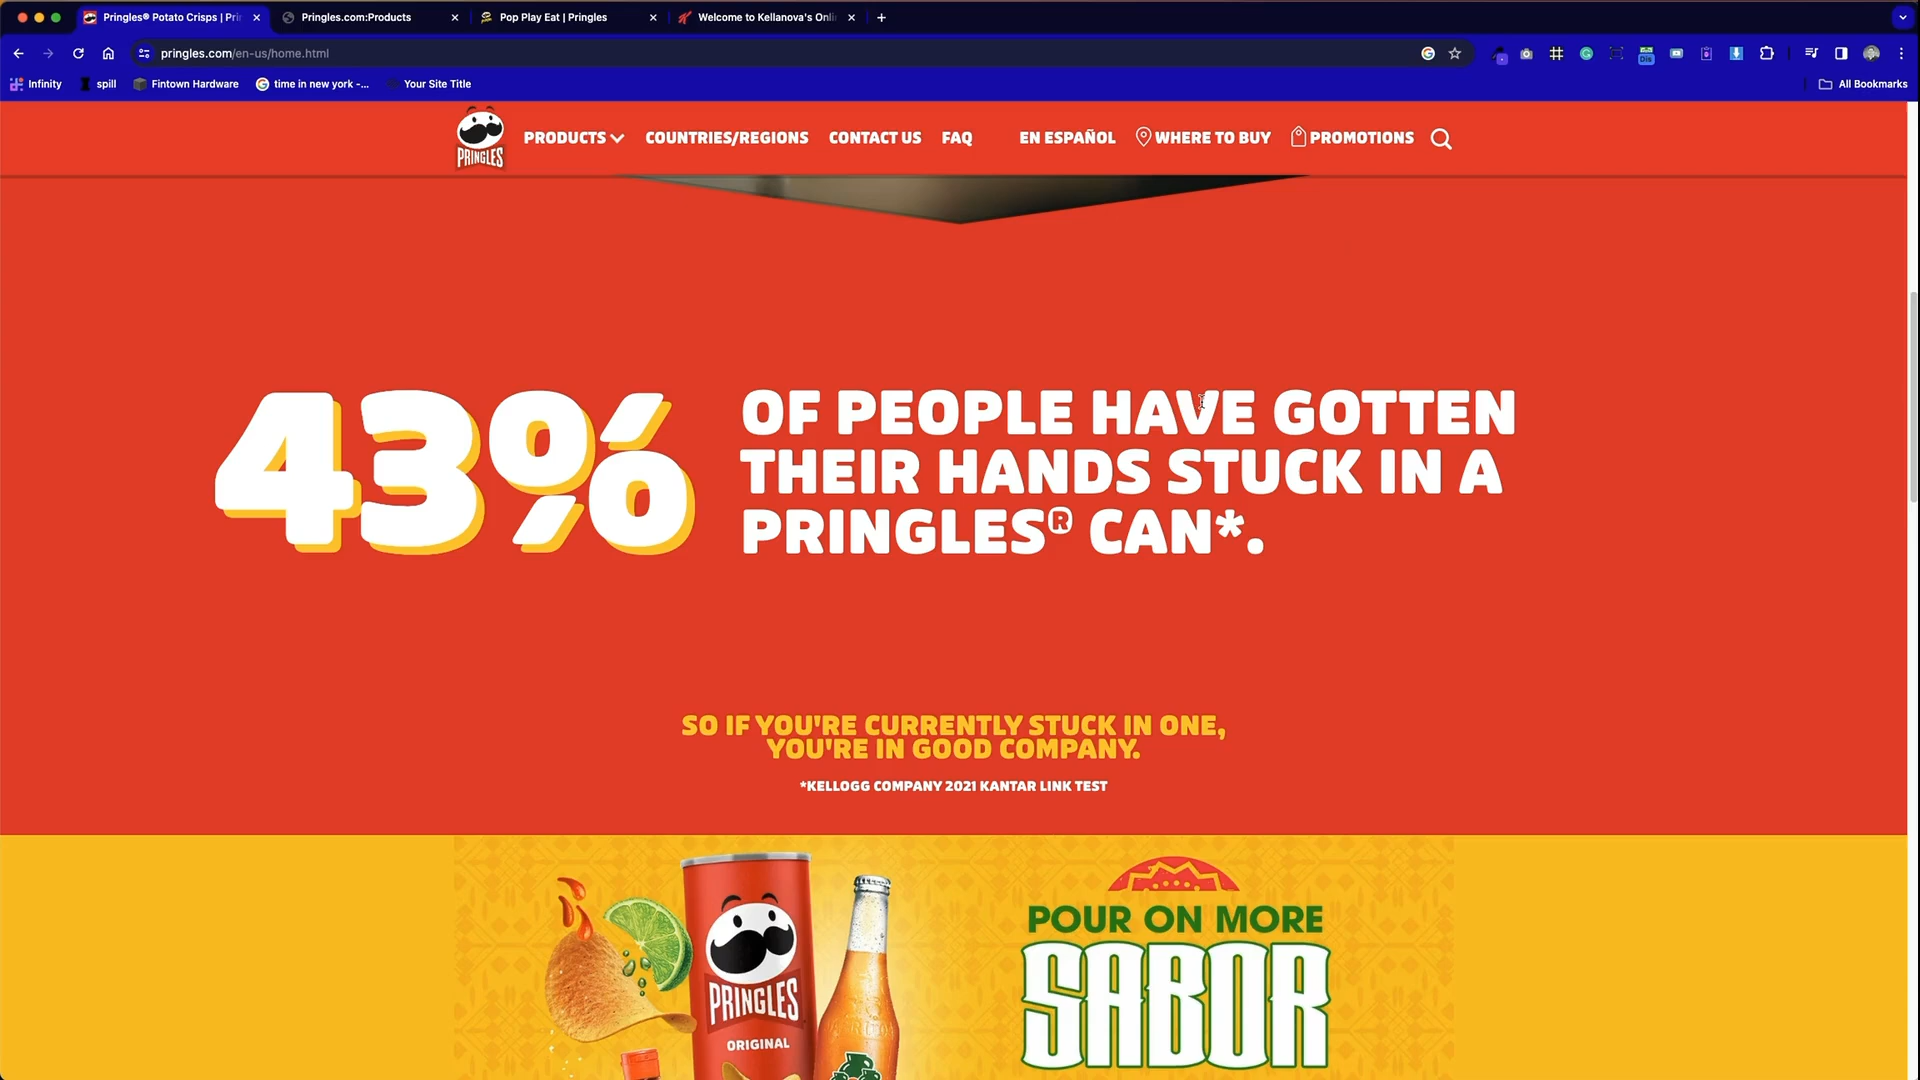 Pringles® Potato Crisps | Pri
Pringles.com:Products
Pop Play Eat | Pringles
Welcome to Kellanova's Onli
pringles.com/en-us/home.html
Dis
Infinity
spill
Fintown Hardware
time in new york -...
Your Site Title
All Bookmarks
PRINGLES
PRODUCTS
COUNTRIES/REGIONS
CONTACT US
FAQ
EN ESPAÑOL
WHERE TO BUY
PROMOTIONS
43%
OF PEOPLE HAVE GOTTEN
THEIR HANDS STUCK IN A
PRINGLES® CAN*.
SO IF YOU'RE CURRENTLY STUCK IN ONE,
YOU'RE IN GOOD COMPANY.
*KELLOGG COMPANY 2021 KANTAR LINK TEST
PRINGLES
ORIGINAL
POUR ON MORE
SABOR